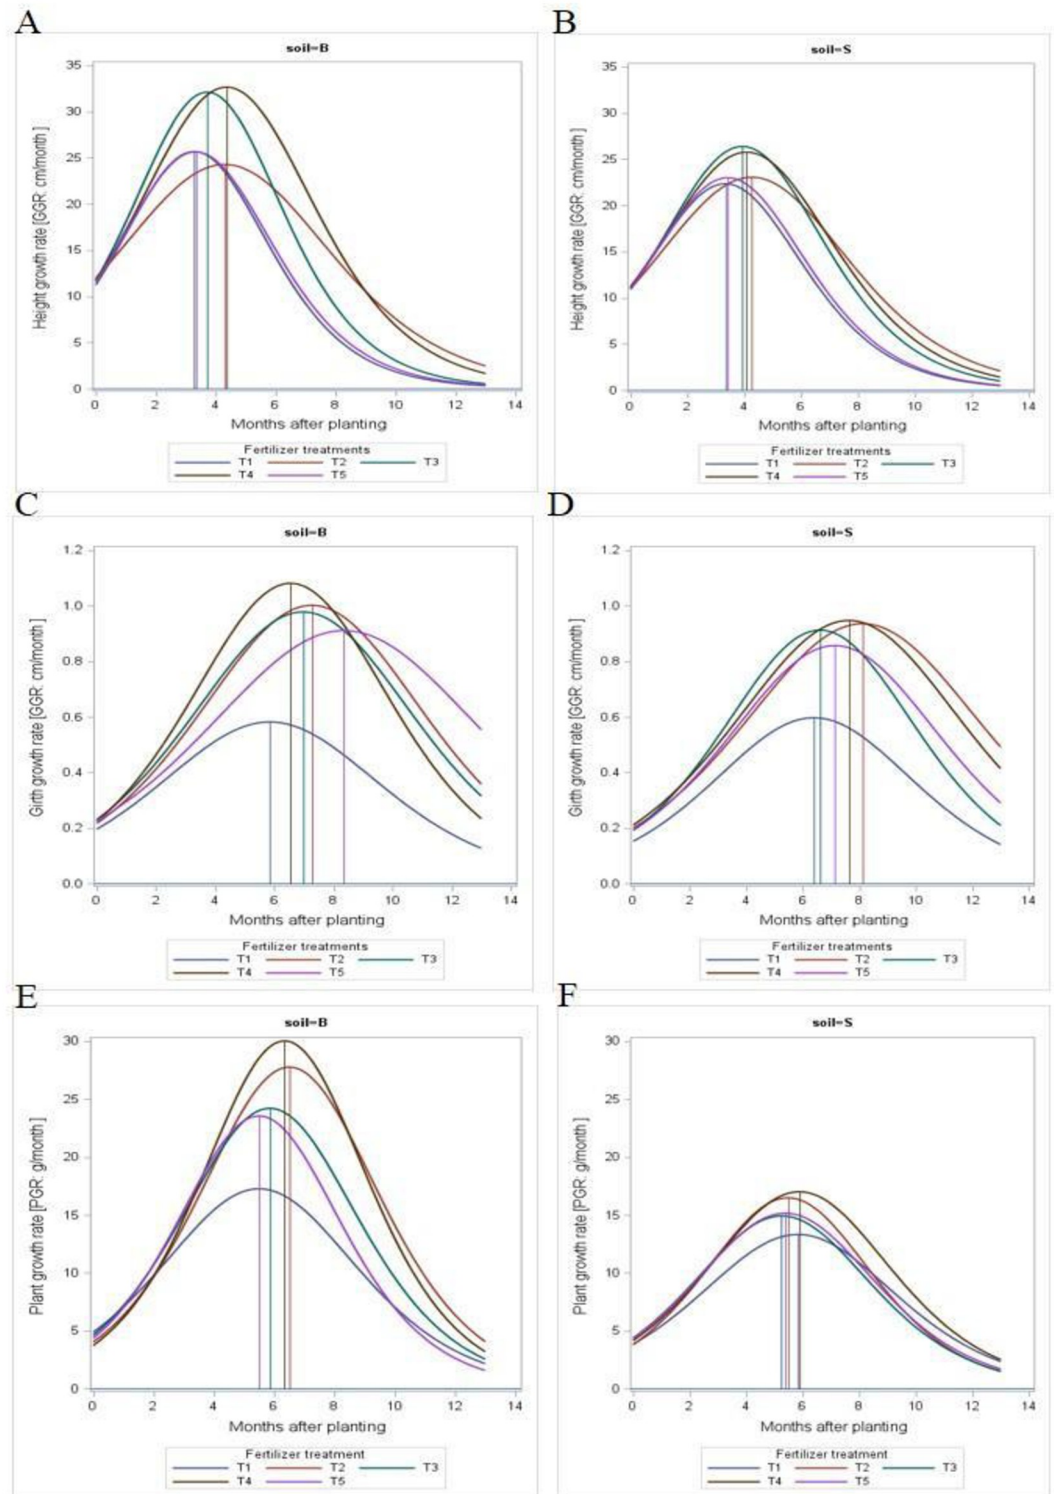 A
soil=B
Height growth rate [GGR: cm/month ]
35
30
25
20
15
10
5
0
0 2 4 6 8 10 12 14
Months after planting
Fertilizer treatments
T1 T2 T3
T4 T5
B
soil=S
Height growth rate [GGR: cm/month ]
35
30
25
20
15
10
5
0
0 2 4 6 8 10 12 14
Months after planting
Fertilizer treatments
T1 T2 T3
T4 T5
C
soil=B
Girth growth rate [GGR: cm/month ]
1.2
1.0
0.8
0.6
0.4
0.2
0.0
0 2 4 6 8 10 12 14
Months after planting
Fertilizer treatments
T1 T2 T3
T4 T5
D
soil=S
Girth growth rate [GGR: cm/month ]
1.2
1.0
0.8
0.6
0.4
0.2
0.0
0 2 4 6 8 10 12 14
Months after planting
Fertilizer treatments
T1 T2 T3
T4 T5
E
soil=B
Plant growth rate [PGR: g/month ]
30
25
20
15
10
5
0
0 2 4 6 8 10 12 14
Months after planting
Fertilizer treatment
T1 T2 T3
T4 T5
F
soil=S
Plant growth rate [PGR: g/month ]
30
25
20
15
10
5
0
0 2 4 6 8 10 12 14
Months after planting
Fertilizer treatment
T1 T2 T3
T4 T5